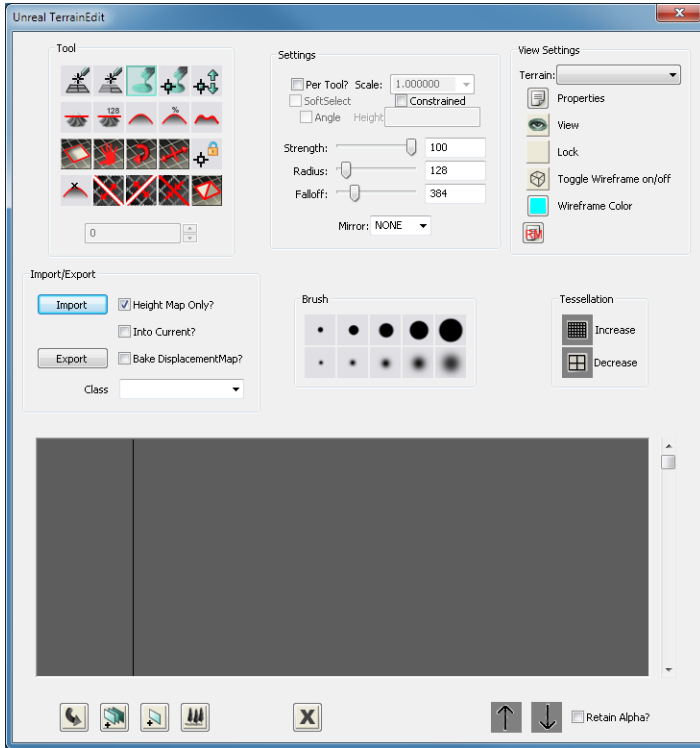 Unreal TerrainEdit
Tool
128
%
0
Settings
Per Tool? Scale: 1.000000
SoftSelect Constrained
Angle Height
Strength: 100
Radius: 128
Falloff: 384
Mirror: NONE
View Settings
Terrain:
Properties
View
Lock
Toggle Wireframe on/off
Wireframe Color
RM
Import/Export
Import Height Map Only?
Into Current?
Export Bake DisplacementMap?
Class
Brush
Tessellation
Increase
Decrease
X
Retain Alpha?